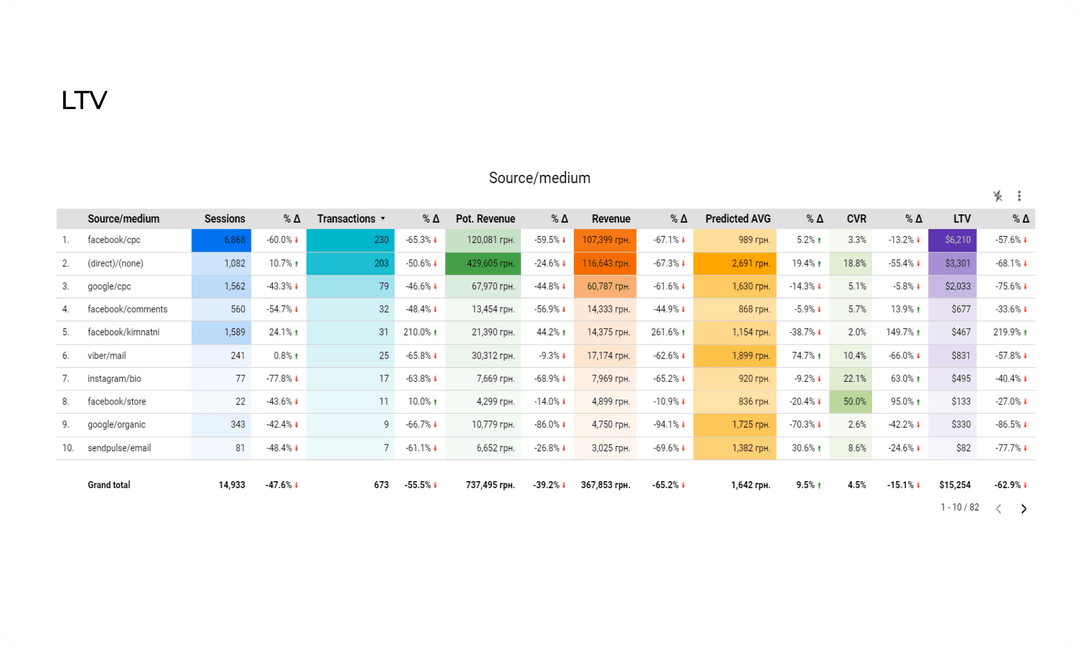 LTV
Source/medium
Source/medium Sessions % Δ Transactions % Δ Pot. Revenue % Δ Revenue % Δ Predicted AVG % Δ CVR % Δ LTV % Δ
1. facebook/cpc 6,868 -60.0% 230 -65.3% 120,081 грн. -59.5% 107,399 грн. -67.1% 989 грн. 5.2% 3.3% -13.2% $6,210 -57.6%
2. (direct)/(none) 1,082 10.7% 203 -50.6% 429,605 грн. -24.6% 116,643 грн. -67.3% 2,691 грн. 19.4% 18.8% -55.4% $3,301 -68.1%
3. google/cpc 1,562 -43.3% 79 -46.6% 67,970 грн. -44.8% 60,787 грн. -61.6% 1,630 грн. -14.3% 5.1% -5.8% $2,033 -75.6%
4. facebook/comments 560 -54.7% 32 -48.4% 13,454 грн. -56.9% 14,333 грн. -44.9% 868 грн. -5.9% 5.7% 13.9% $677 -33.6%
5. facebook/kimnatni 1,589 24.1% 31 210.0% 21,390 грн. 44.2% 14,375 грн. 261.6% 1,154 грн. -38.7% 2.0% 149.7% $467 219.9%
6. viber/mail 241 0.8% 25 -65.8% 30,312 грн. -9.3% 17,174 грн. -62.6% 1,899 грн. 74.7% 10.4% -66.0% $831 -57.8%
7. instagram/bio 77 -77.8% 17 -63.8% 7,669 грн. -68.9% 7,969 грн. -65.2% 920 грн. -9.2% 22.1% 63.0% $495 -40.4%
8. facebook/store 22 -43.6% 11 10.0% 4,299 грн. -14.0% 4,899 грн. -10.9% 836 грн. -20.4% 50.0% 95.0% $133 -27.0%
9. google/organic 343 -42.4% 9 -66.7% 10,779 грн. -86.0% 4,750 грн. -94.1% 1,725 грн. -70.3% 2.6% -42.2% $330 -86.5%
10. sendpulse/email 81 -48.4% 7 -61.1% 6,652 грн. -26.8% 3,025 грн. -69.6% 1,382 грн. 30.6% 8.6% -24.6% $82 -77.7%
Grand total 14,933 -47.6% 673 -55.5% 737,495 грн. -39.2% 367,853 грн. -65.2% 1,642 грн. 9.5% 4.5% -15.1% $15,254 -62.9%
1 - 10 / 82